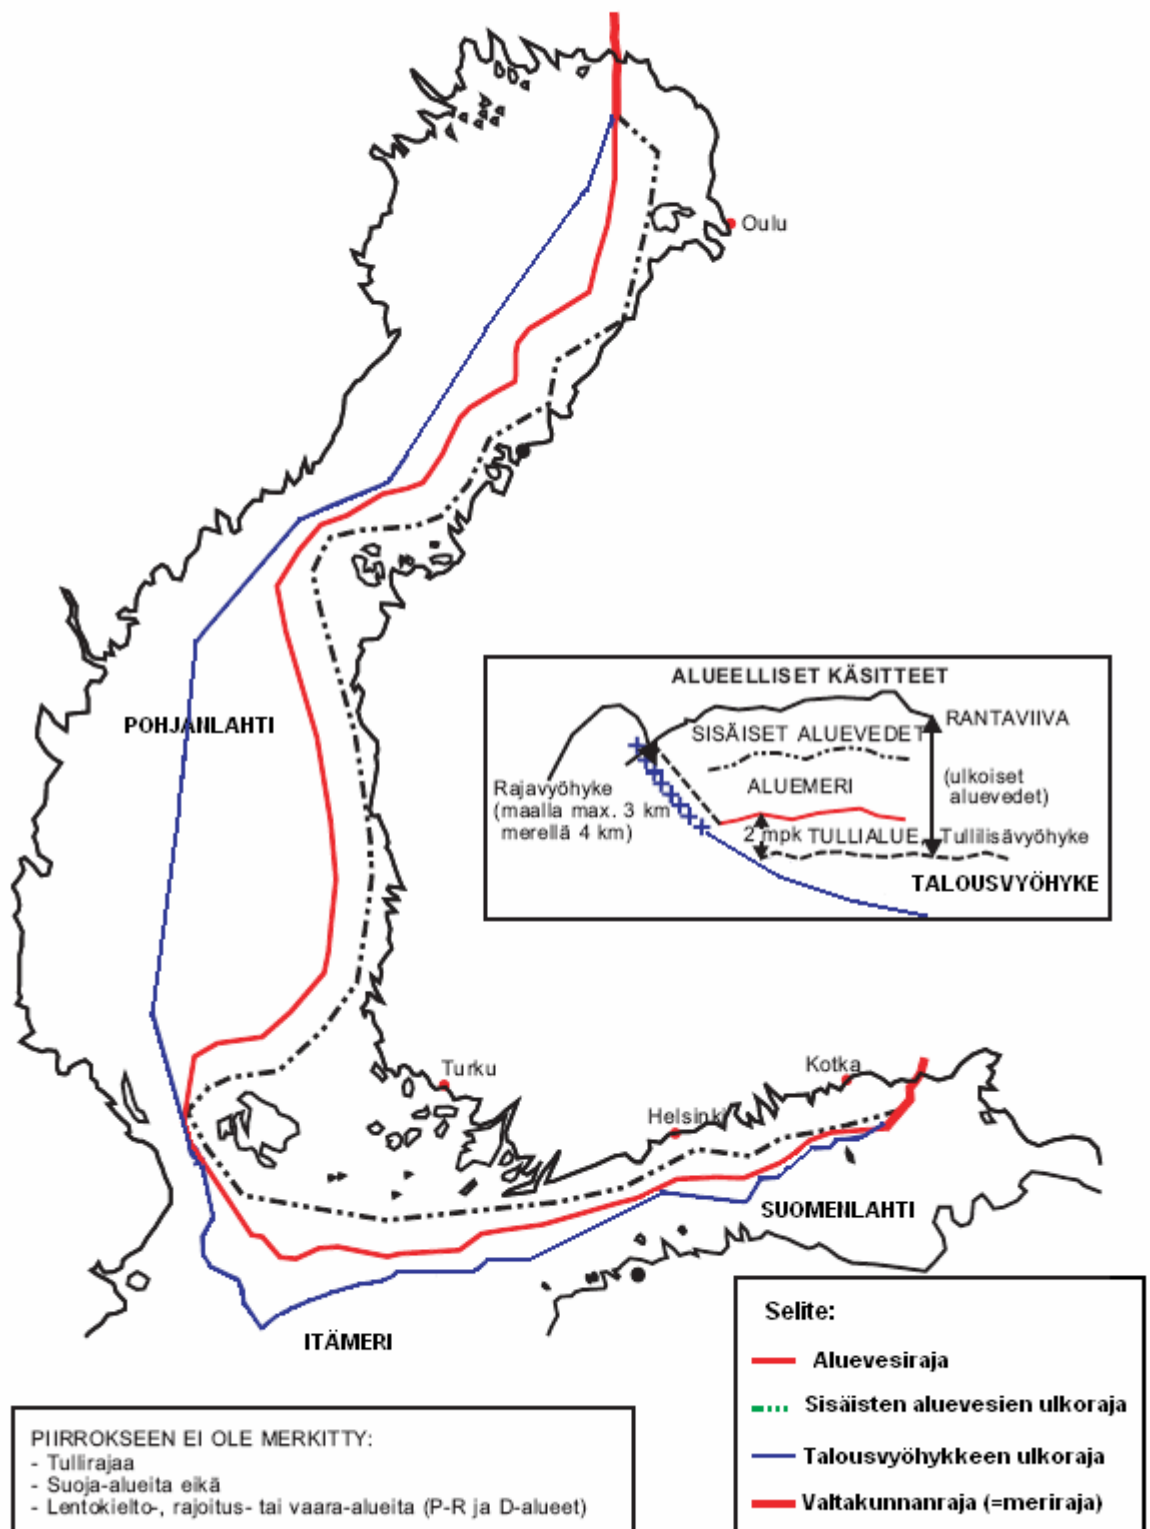 Oulu
ALUEELLISET KÄSITTEET
RANTAVIIVA
SISÄISET ALUEVEDET
POHJANLAHTI
Rajavyöhyke
(maalla max. 3 km
merellä 4 km)
ALUEMERI
(ulkoiset
aluevedet)
2 mpk TULLIALUE, Tullilisävyöhyke
TALOUSVYÖHYKE
Turku
Kotka
Helsinki
SUOMENLAHTI
ITÄMERI
Selite:
Aluevesiraja
Sisäisten aluevesien ulkoraja
Talousvyöhykkeen ulkoraja
Valtakunnanraja (=meriraja)
PIIRROKSEEN EI OLE MERKITTY:
- Tullirajaa
- Suoja-alueita eikä
- Lentokielto-, rajoitus- tai vaara-alueita (P-R ja D-alueet)